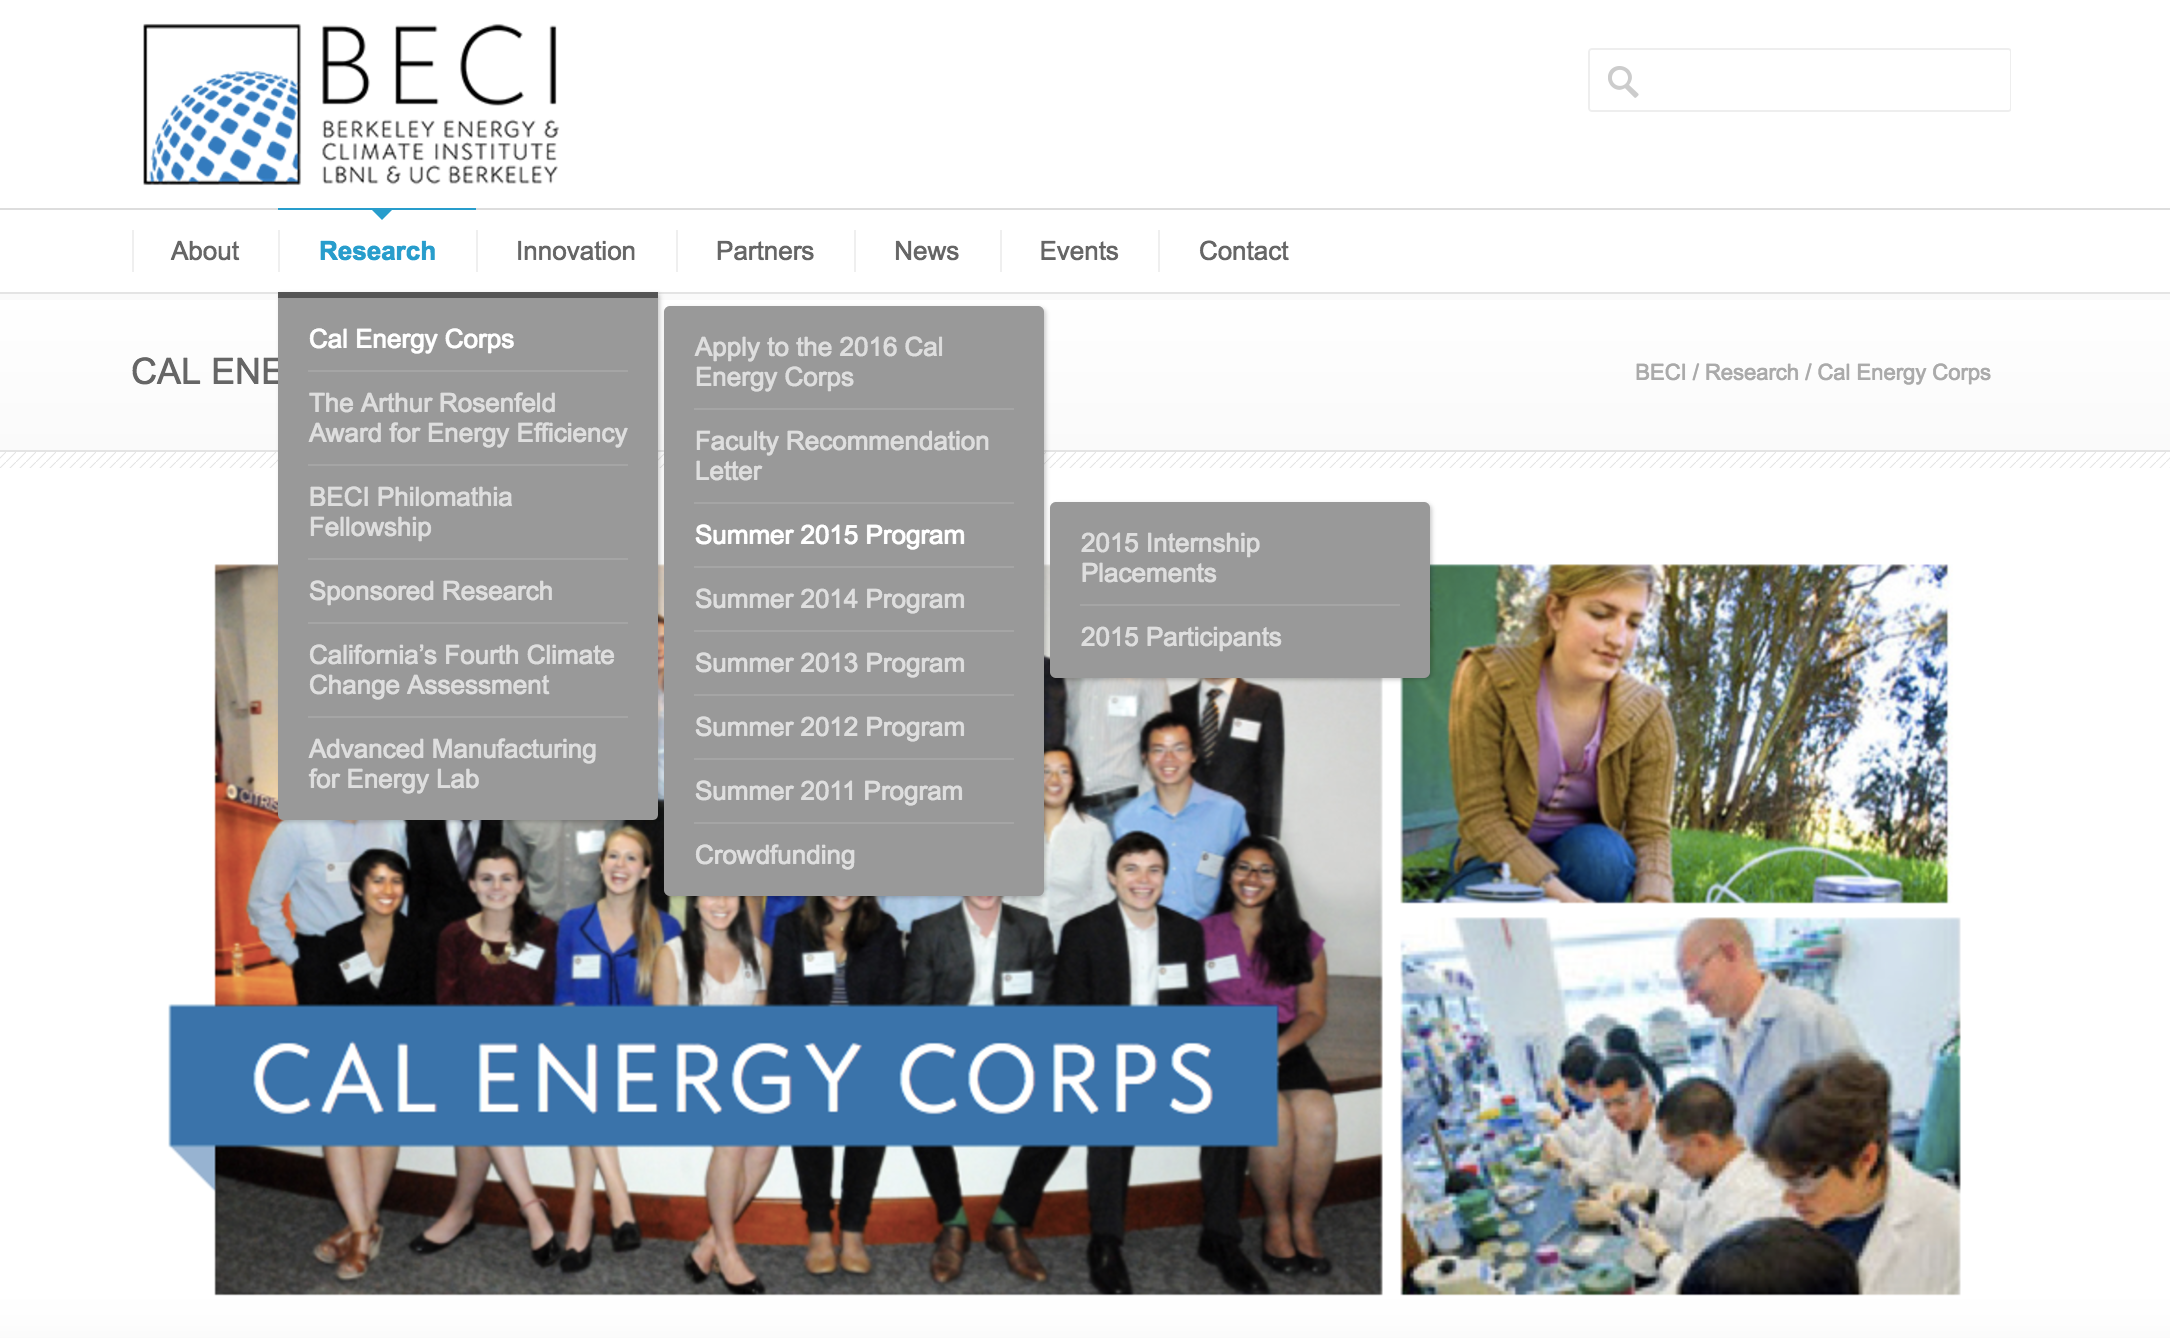 BECI
BERKELEY ENERGY &
CLIMATE INSTITUTE
LBNL & UC BERKELEY
About
Research
Innovation
Partners
News
Events
Contact
CAL ENE
BECI / Research / Cal Energy Corps
Cal Energy Corps
The Arthur Rosenfeld
Award for Energy Efficiency
BECI Philomathia
Fellowship
Sponsored Research
California’s Fourth Climate
Change Assessment
Advanced Manufacturing
for Energy Lab
Apply to the 2016 Cal
Energy Corps
Faculty Recommendation
Letter
Summer 2015 Program
Summer 2014 Program
Summer 2013 Program
Summer 2012 Program
Summer 2011 Program
Crowdfunding
2015 Internship
Placements
2015 Participants
CITRIS
CAL ENERGY CORPS